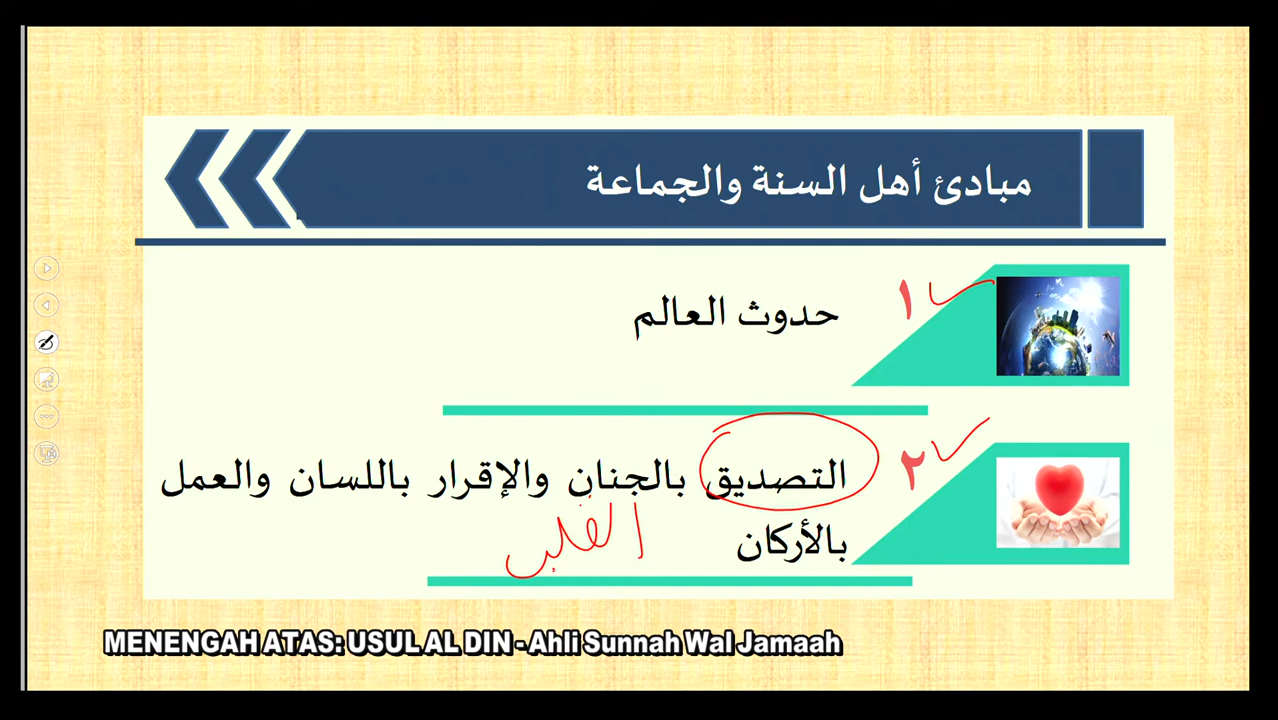 مبادئ أهل السنة والجماعة
١
حدوث العالم
٢
التصديق بالجنان والإقرار باللسان والعمل
بالأركان
القلب
MENENGAH ATAS: USUL AL DIN - Ahli Sunnah Wal Jamaah